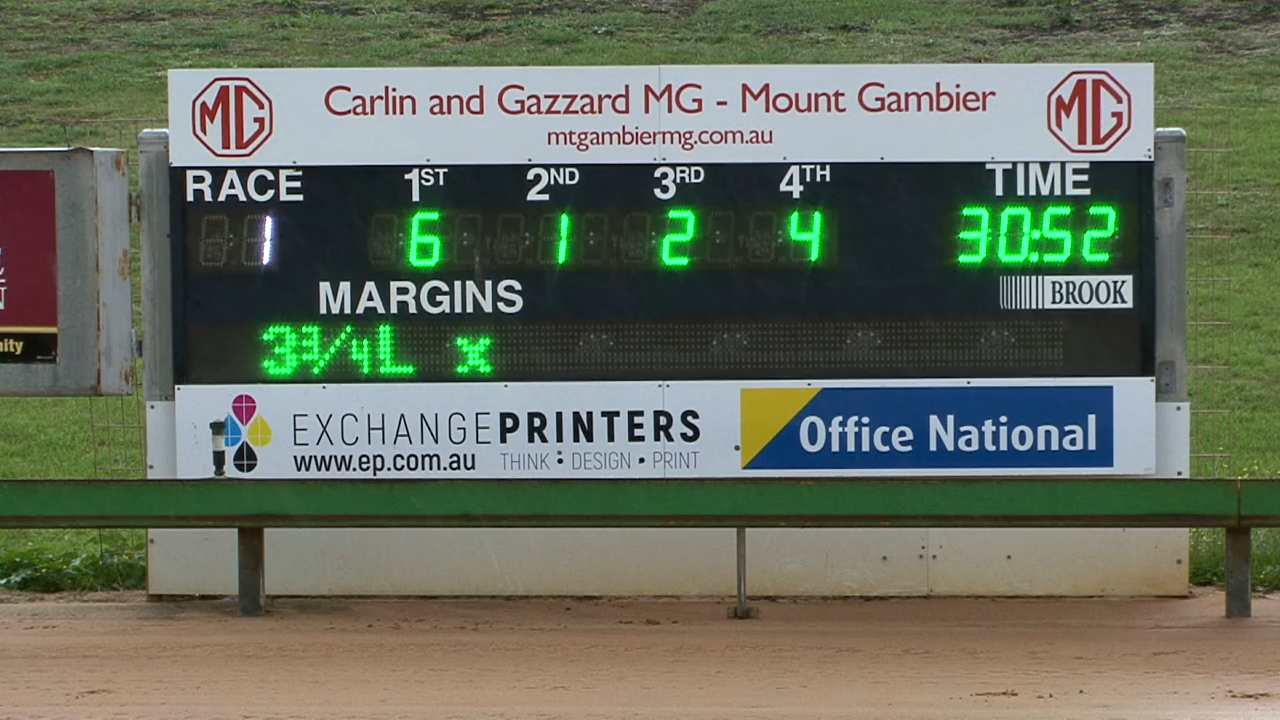 MG Carlin and Gazzard MG - Mount Gambier MG
mtgambiermg.com.au
RACE 1ST 2ND 3RD 4TH TIME
1 6 1 2 4 30:52
MARGINS
BROOK
3¾L x
EXCHANGEPRINTERS
www.ep.com.au THINK • DESIGN • PRINT
Office National
N
ity